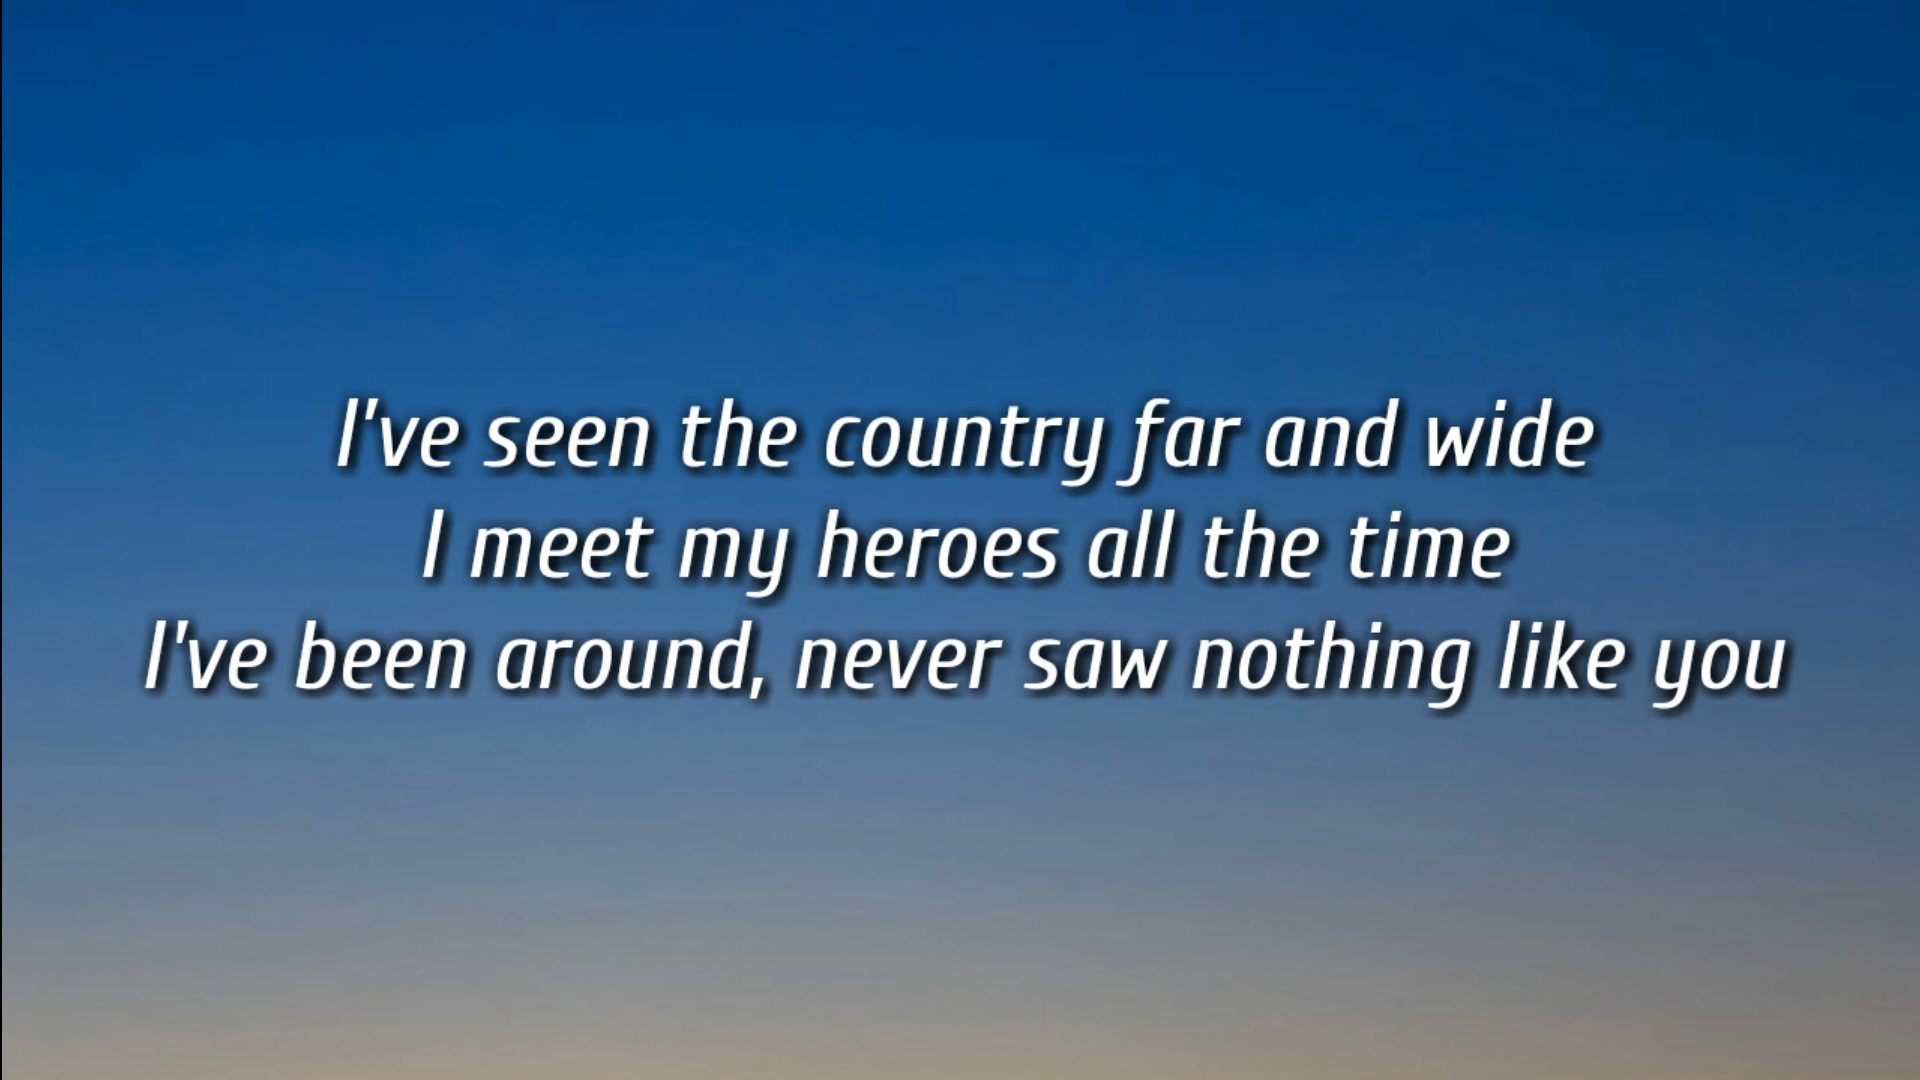 I've seen the country far and wide
I meet my heroes all the time
I've been around, never saw nothing like you